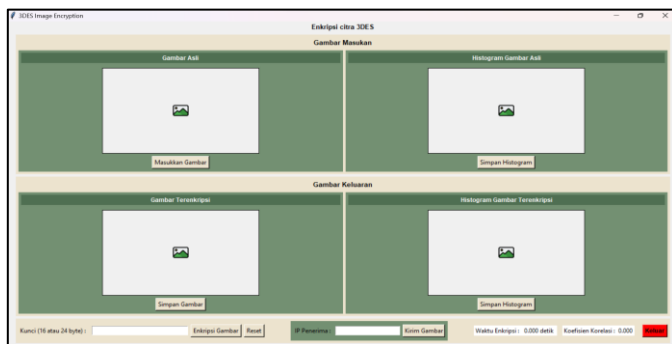 3DES Image Encryption
Enkripsi citra 3DES
Gambar Masukan
Gambar Asli
Histogram Gambar Asli
Masukkan Gambar
Simpan Histogram
Gambar Keluaran
Gambar Terenkripsi
Histogram Gambar Terenkripsi
Simpan Gambar
Simpan Histogram
Kunci (16 atau 24 byte) : Enkripsi Gambar Reset IP Penerima : Kirim Gambar Waktu Enkripsi : 0.000 detik Koefisien Korelasi : 0.000 Keluar